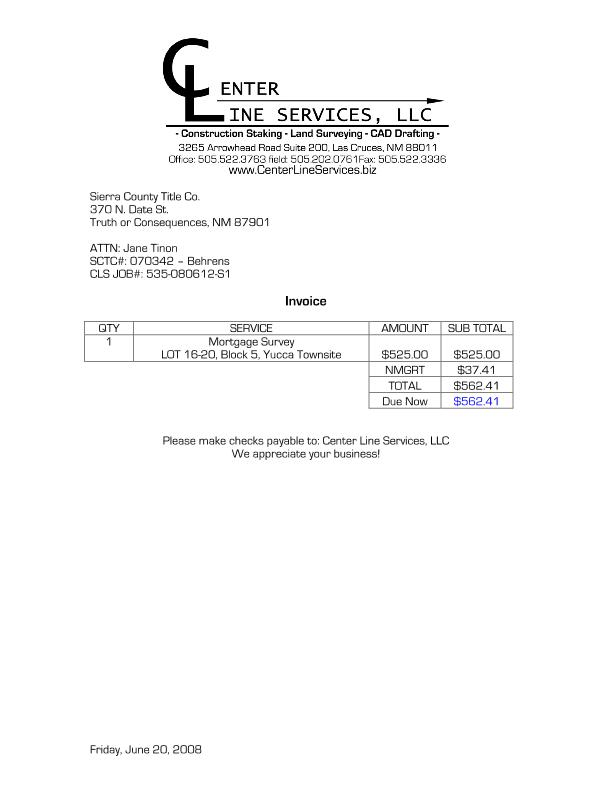 CENTER
LINE SERVICES, LLC
- Construction Staking - Land Surveying - CAD Drafting -
3265 Arrowhead Road Suite 200, Las Cruces, NM 88011
Office: 505.522.3763 field: 505.202.0761Fax: 505.522.3336
www.CenterLineServices.biz
Sierra County Title Co.
370 N. Date St.
Truth or Consequences, NM 87901
ATTN: Jane Tinon
SCTC#: 070342 – Behrens
CLS JOB#: 535-080612-S1
Invoice
QTY SERVICE AMOUNT SUB TOTAL
1 Mortgage Survey
LOT 16-20, Block 5, Yucca Townsite $525.00 $525.00
NMGRT $37.41
TOTAL $562.41
Due Now $562.41
Please make checks payable to: Center Line Services, LLC
We appreciate your business!
Friday, June 20, 2008